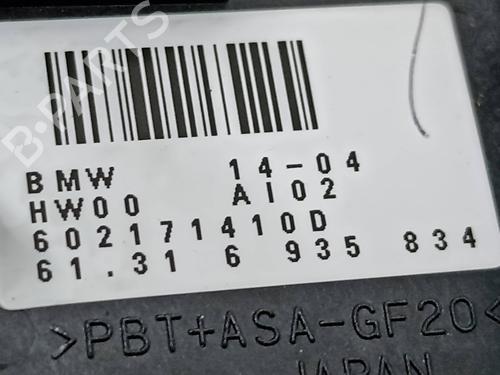 BMW 14-04
HW00 AI02
602171410D
61.31 6 935 834
>PBT+ASA-GF20<
JAPAN
B-PARTS